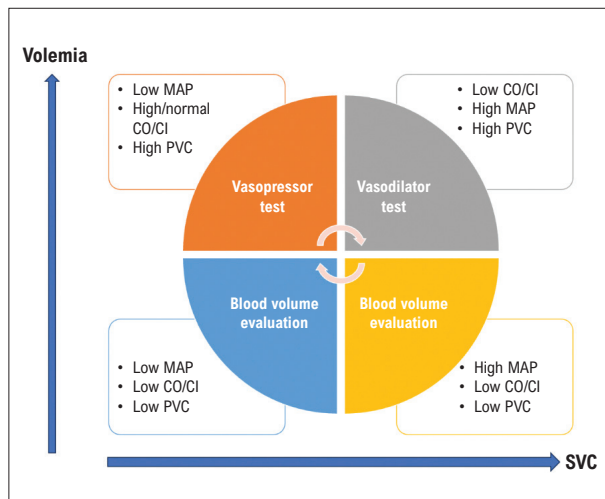 Volemia
• Low MAP
• High/normal
CO/CI
• High PVC
• Low CO/CI
• High MAP
• High PVC
Vasopressor
test
Vasodilator
test
Blood volume
evaluation
Blood volume
evaluation
• Low MAP
• Low CO/CI
• Low PVC
• High MAP
• Low CO/CI
• Low PVC
SVC